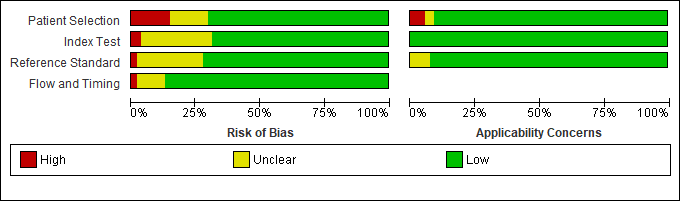 Patient Selection
Index Test
Reference Standard
Flow and Timing
0% 25% 50% 75% 100% 0% 25% 50% 75% 100%
Risk of Bias Applicability Concerns
High Unclear Low